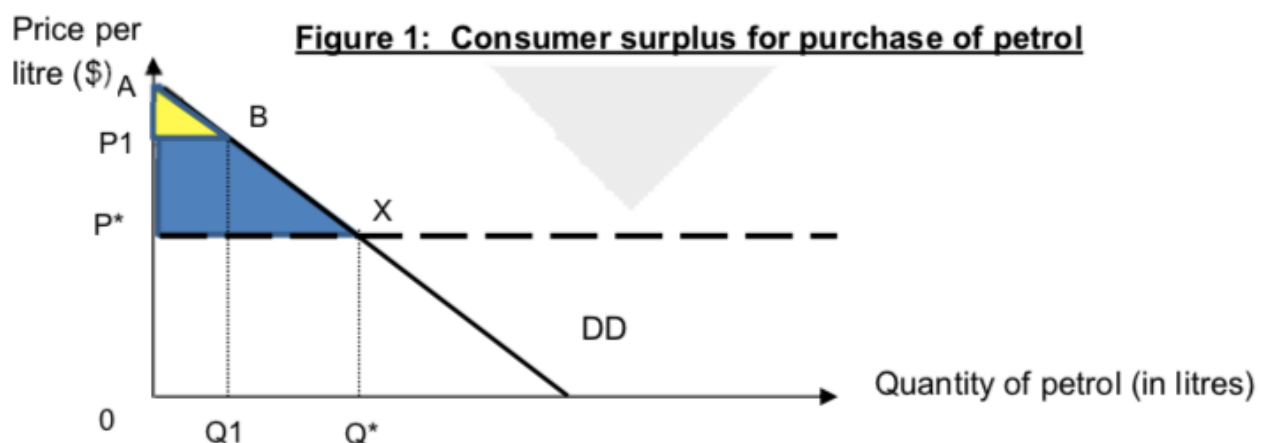 Price per
litre ($)
Figure 1: Consumer surplus for purchase of petrol
A
B
P1
X
P*
DD
Quantity of petrol (in litres)
0
Q1
Q*